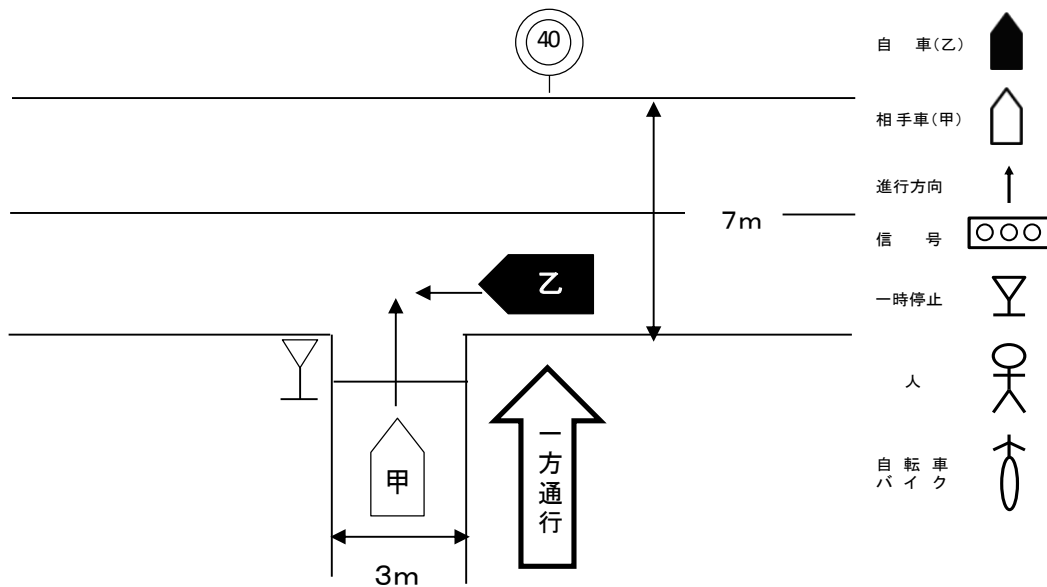 40
自 車(乙)
相手車(甲)
進行方向
7m
信 号
乙
一時停止
人
一方通行
甲
自転車
バイク
3m